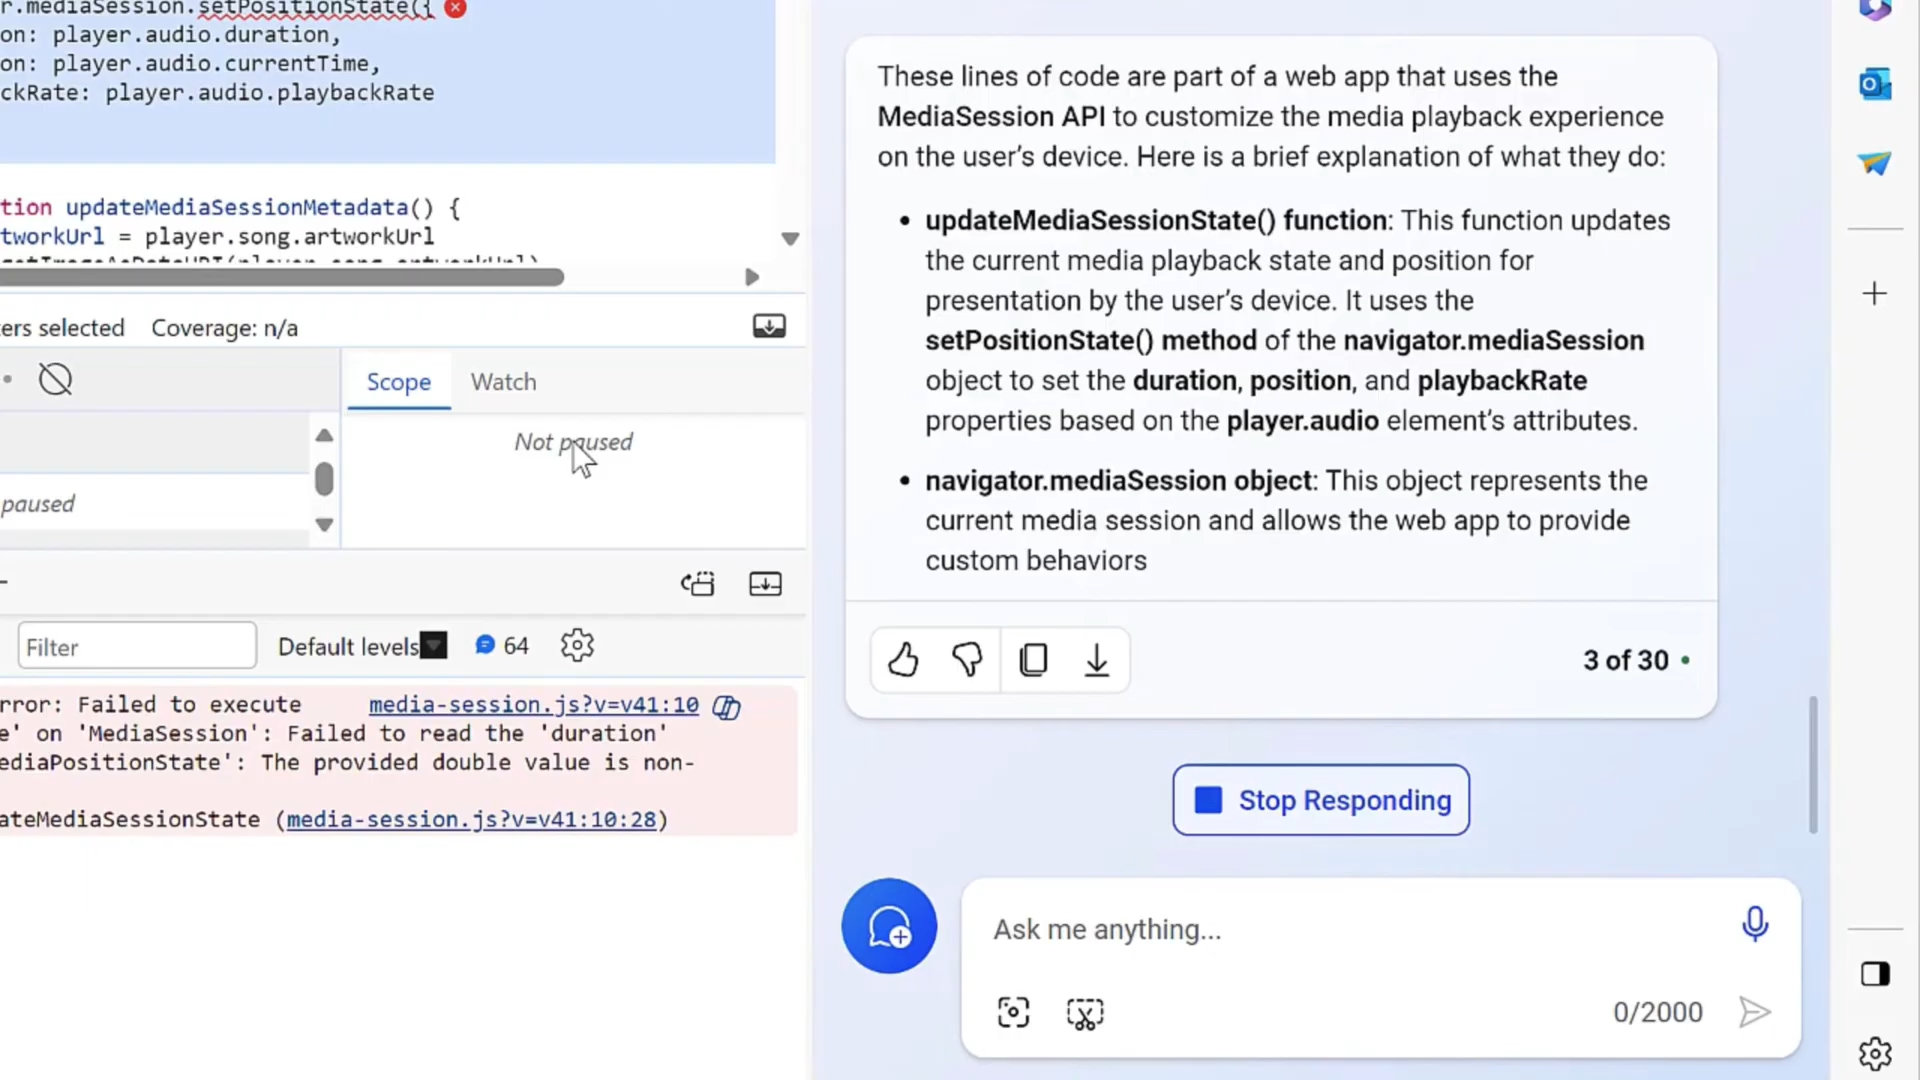 r.mediaSession.setPositionState({
on: player.audio.duration,
on: player.audio.currentTime,
ckRate: player.audio.playbackRate
tion updateMediaSessionMetadata() {
tworkUrl = player.song.artworkUrl
ers selected Coverage: n/a
Scope Watch
Not paused
paused
Filter
Default levels
64
rror: Failed to execute media-session.js?v=v41:10
e' on 'MediaSession': Failed to read the 'duration'
ediaPositionState': The provided double value is non-
ateMediaSessionState (media-session.js?v=v41:10:28)
These lines of code are part of a web app that uses the
MediaSession API to customize the media playback experience
on the user’s device. Here is a brief explanation of what they do:
• updateMediaSessionState() function: This function updates
the current media playback state and position for
presentation by the user’s device. It uses the
setPositionState() method of the navigator.mediaSession
object to set the duration, position, and playbackRate
properties based on the player.audio element’s attributes.
• navigator.mediaSession object: This object represents the
current media session and allows the web app to provide
custom behaviors
3 of 30
Stop Responding
Ask me anything...
0/2000